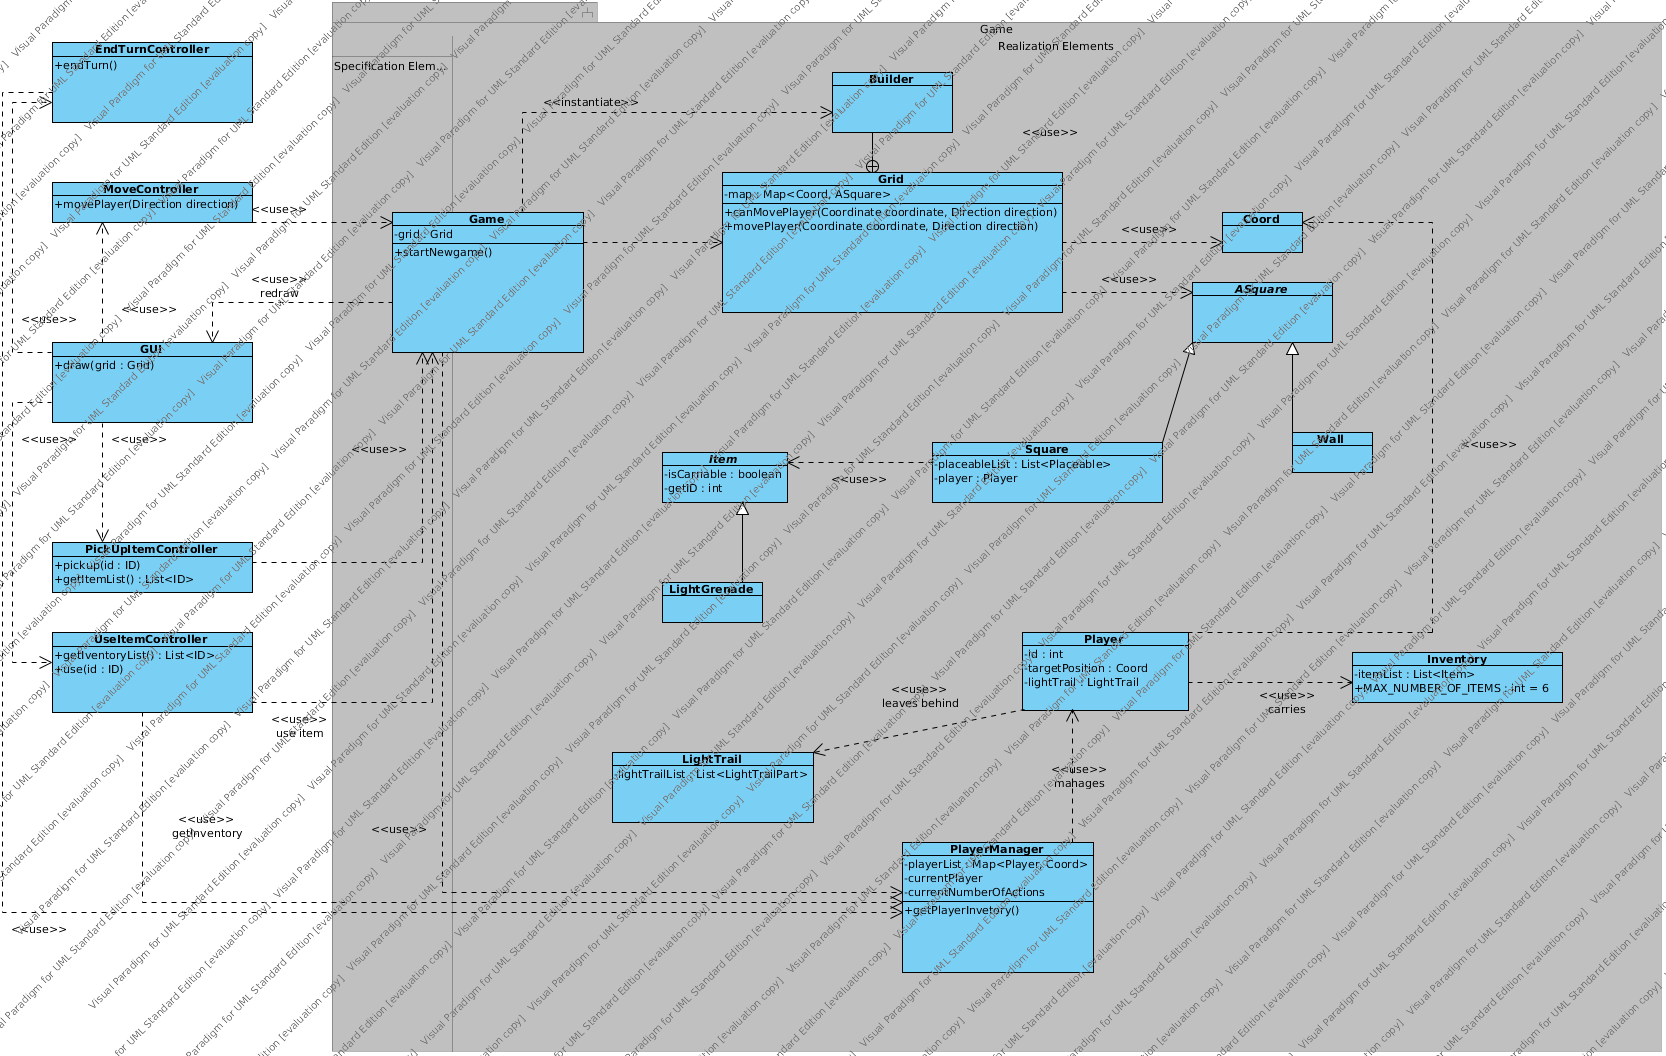 Game
Realization Elements
Specification Elem...
EndTurnController
+endTurn()
MoveController
+movePlayer(Direction direction)
<<use>>
<<use>>
redraw
<<use>>
<<use>>
GUI
+draw(grid : Grid)
<<use>>
<<use>>
PickUpItemController
+pickup(id : ID)
+getItemList() : List<ID>
UseItemController
+getIventoryList() : List<ID>
+use(id : ID)
<<use>>
use item
<<use>>
getInventory
<<use>>
<<use>>
<<use>>
<<instantiate>>
Game
-grid : Grid
+startNewgame()
Builder
<<use>>
Grid
-map : Map<Coord, ASquare>
+canMovePlayer(Coordinate coordinate, Direction direction)
+movePlayer(Coordinate coordinate, Direction direction)
<<use>>
<<use>>
Coord
ASquare
Wall
<<use>>
Square
-placeableList : List<Placeable>
-player : Player
<<use>>
item
-isCarriable : boolean
-getID : int
LightGrenade
Player
-id : int
-targetPosition : Coord
-lightTrail : LightTrail
Inventory
-itemList : List<Item>
+MAX_NUMBER_OF_ITEMS : int = 6
<<use>>
carries
<<use>>
leaves behind
LightTrail
-lightTrailList : List<LightTrailPart>
<<use>>
manages
PlayerManager
-playerList : Map<Player, Coord>
-currentPlayer
-currentNumberOfActions
+getPlayerInvetory()
Visual Paradigm for UML Standard Edition [evaluation copy]